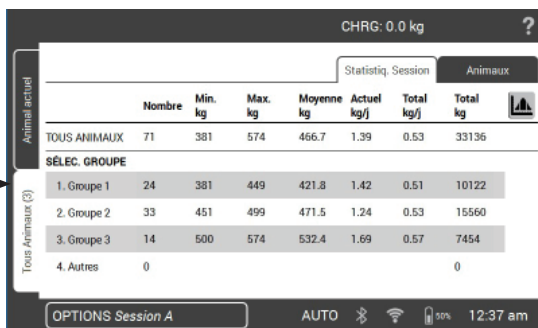 CHRG: 0.0 kg ?
Statistiq. Session Animaux
Animal actuel
Tous Animaux (3)
Nombre Min. kg Max. kg Moyenne kg Actuel kg/j Total kg/j Total kg
TOUS ANIMAUX 71 381 574 466.7 1.39 0.53 33136
SÉLEC. GROUPE
1. Groupe 1 24 381 449 421.8 1.42 0.51 10122
2. Groupe 2 33 451 499 471.5 1.24 0.53 15560
3. Groupe 3 14 500 574 532.4 1.69 0.57 7454
4. Autres 0 0
OPTIONS Session A AUTO 50% 12:37 am